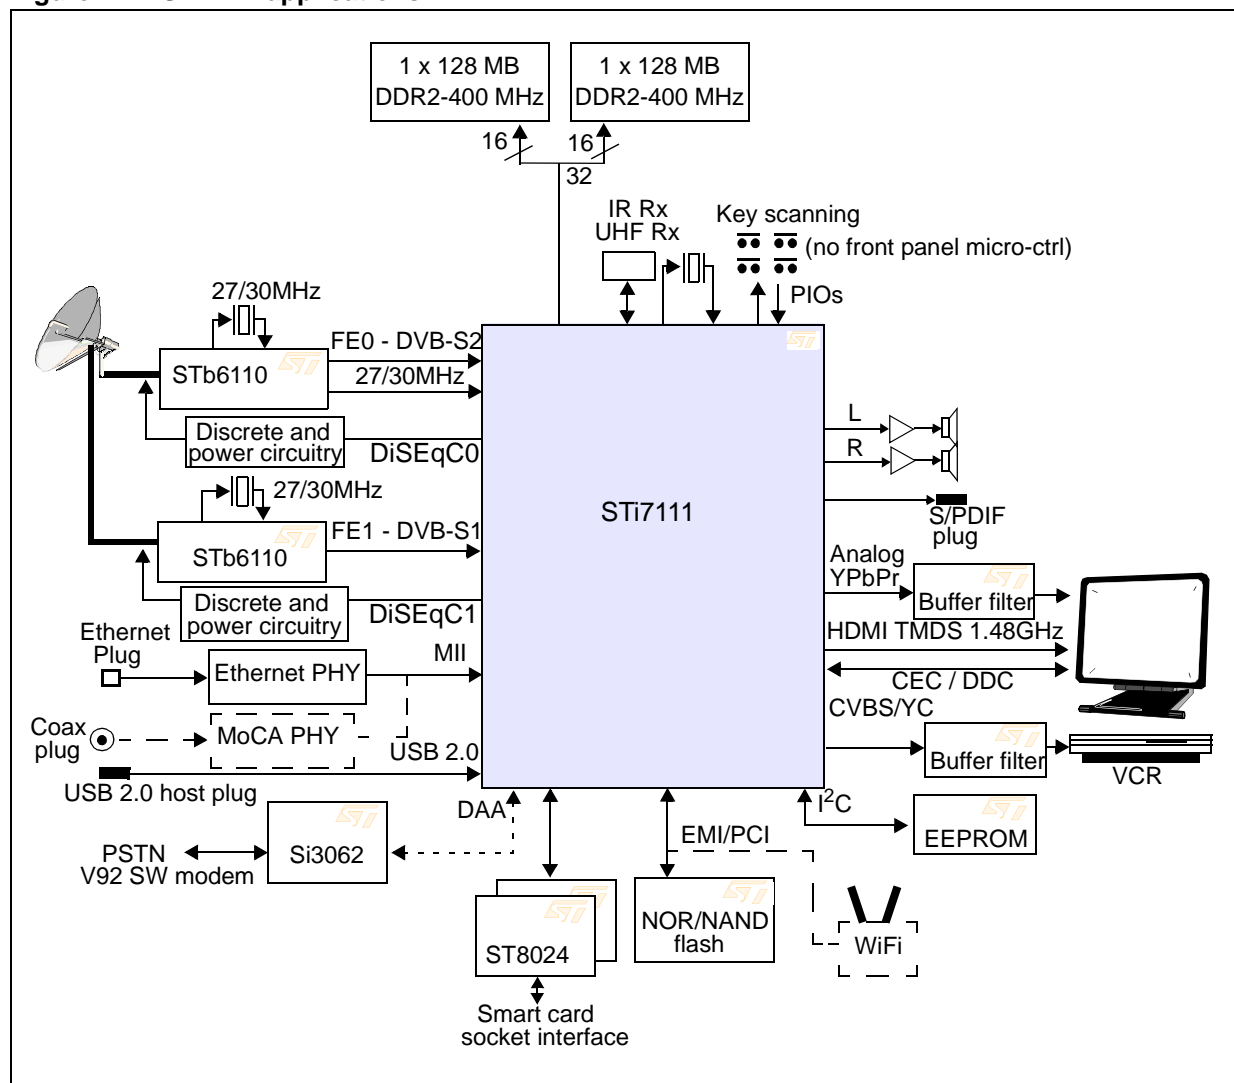 1 x 128 MB
DDR2-400 MHz
1 x 128 MB
DDR2-400 MHz
16
16
32
IR Rx
UHF Rx
Key scanning
(no front panel micro-ctrl)
PIOs
27/30MHz
STb6110
FE0 - DVB-S2
27/30MHz
Discrete and
power circuitry
DiSEqC0
27/30MHz
STb6110
FE1 - DVB-S1
Discrete and
power circuitry
DiSEqC1
Ethernet
Plug
Ethernet PHY
MII
Coax
plug
MoCA PHY
USB 2.0
USB 2.0 host plug
STi7111
L
R
S/PDIF
plug
Analog
YPbPr
Buffer filter
HDMI TMDS 1.48GHz
CEC / DDC
CVBS/YC
Buffer filter
VCR
DAA
PSTN
V92 SW modem
Si3062
ST8024
Smart card
socket interface
EMI/PCI
NOR/NAND
flash
WiFi
I2C
EEPROM